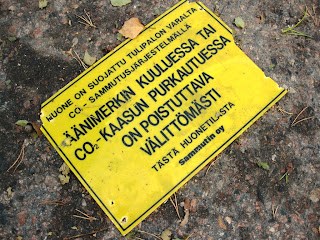 HUONE ON SUOJATTU TULIPALON VARALTA
CO₂-SAMMUTUSJÄRJESTELMÄLLÄ
ÄÄNIMERKIN KUULUESSA TAI
CO₂-KAASUN PURKAUTUESSA
ON POISTUTTAVA
VÄLITTÖMÄSTI
TÄSTÄ HUONETILASTA
Sammutin oy